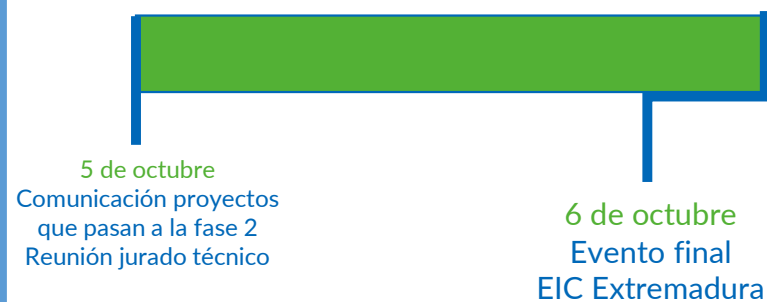 5 de octubre
Comunicación proyectos
que pasan a la fase 2
Reunión jurado técnico
6 de octubre
Evento final
EIC Extremadura